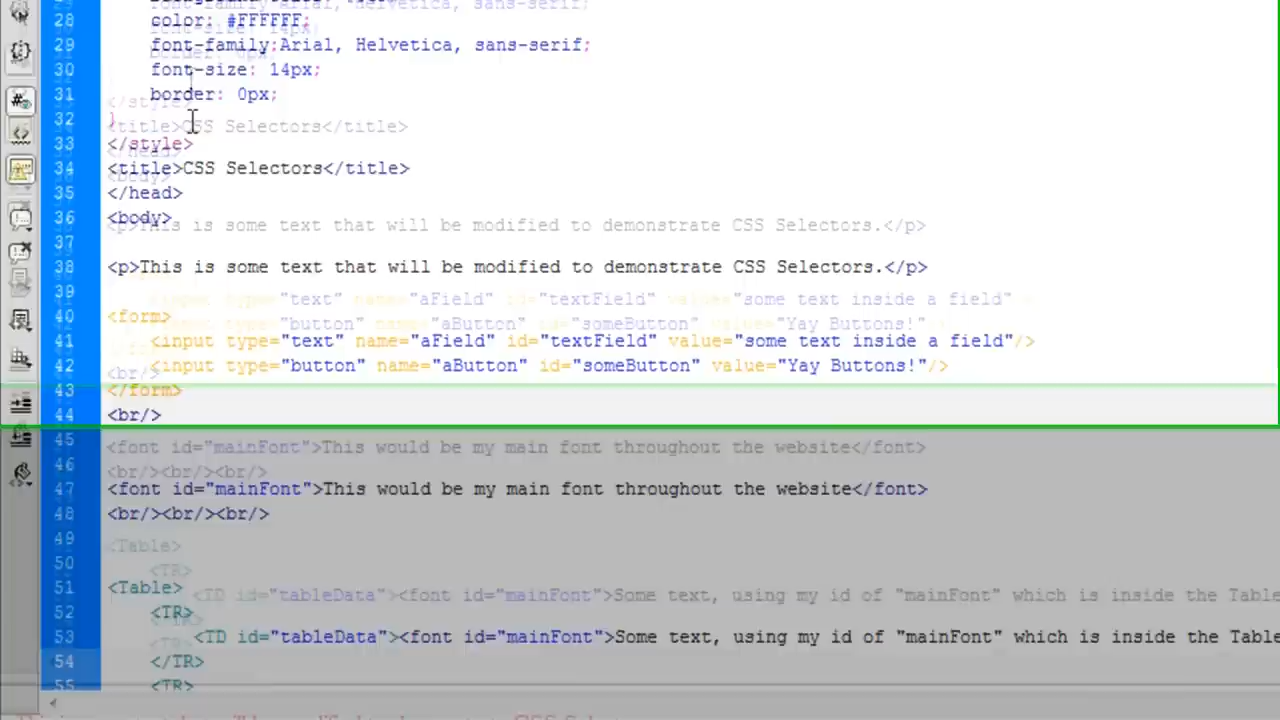 28 color: #FFFFFF;
29 font-family:Arial, Helvetica, sans-serif;
30 font-size: 14px;
31 border: 0px;
32 }
33 </style>
34 <title>CSS Selectors</title>
35 </head>
36 <body>
37
38 <p>This is some text that will be modified to demonstrate CSS Selectors.</p>
39
40 <form>
41 <input type="text" name="aField" id="textField" value="some text inside a field"/>
42 <input type="button" name="aButton" id="someButton" value="Yay Buttons!"/>
43 </form>
44 <br/>
45
46
47 <font id="mainFont">This would be my main font throughout the website</font>
48 <br/><br/><br/>
49
50
51 <Table>
52 <TR>
53 <TD id="tableData"><font id="mainFont">Some text, using my id of "mainFont" which is inside the Table
54 </TR>
55 <TR>